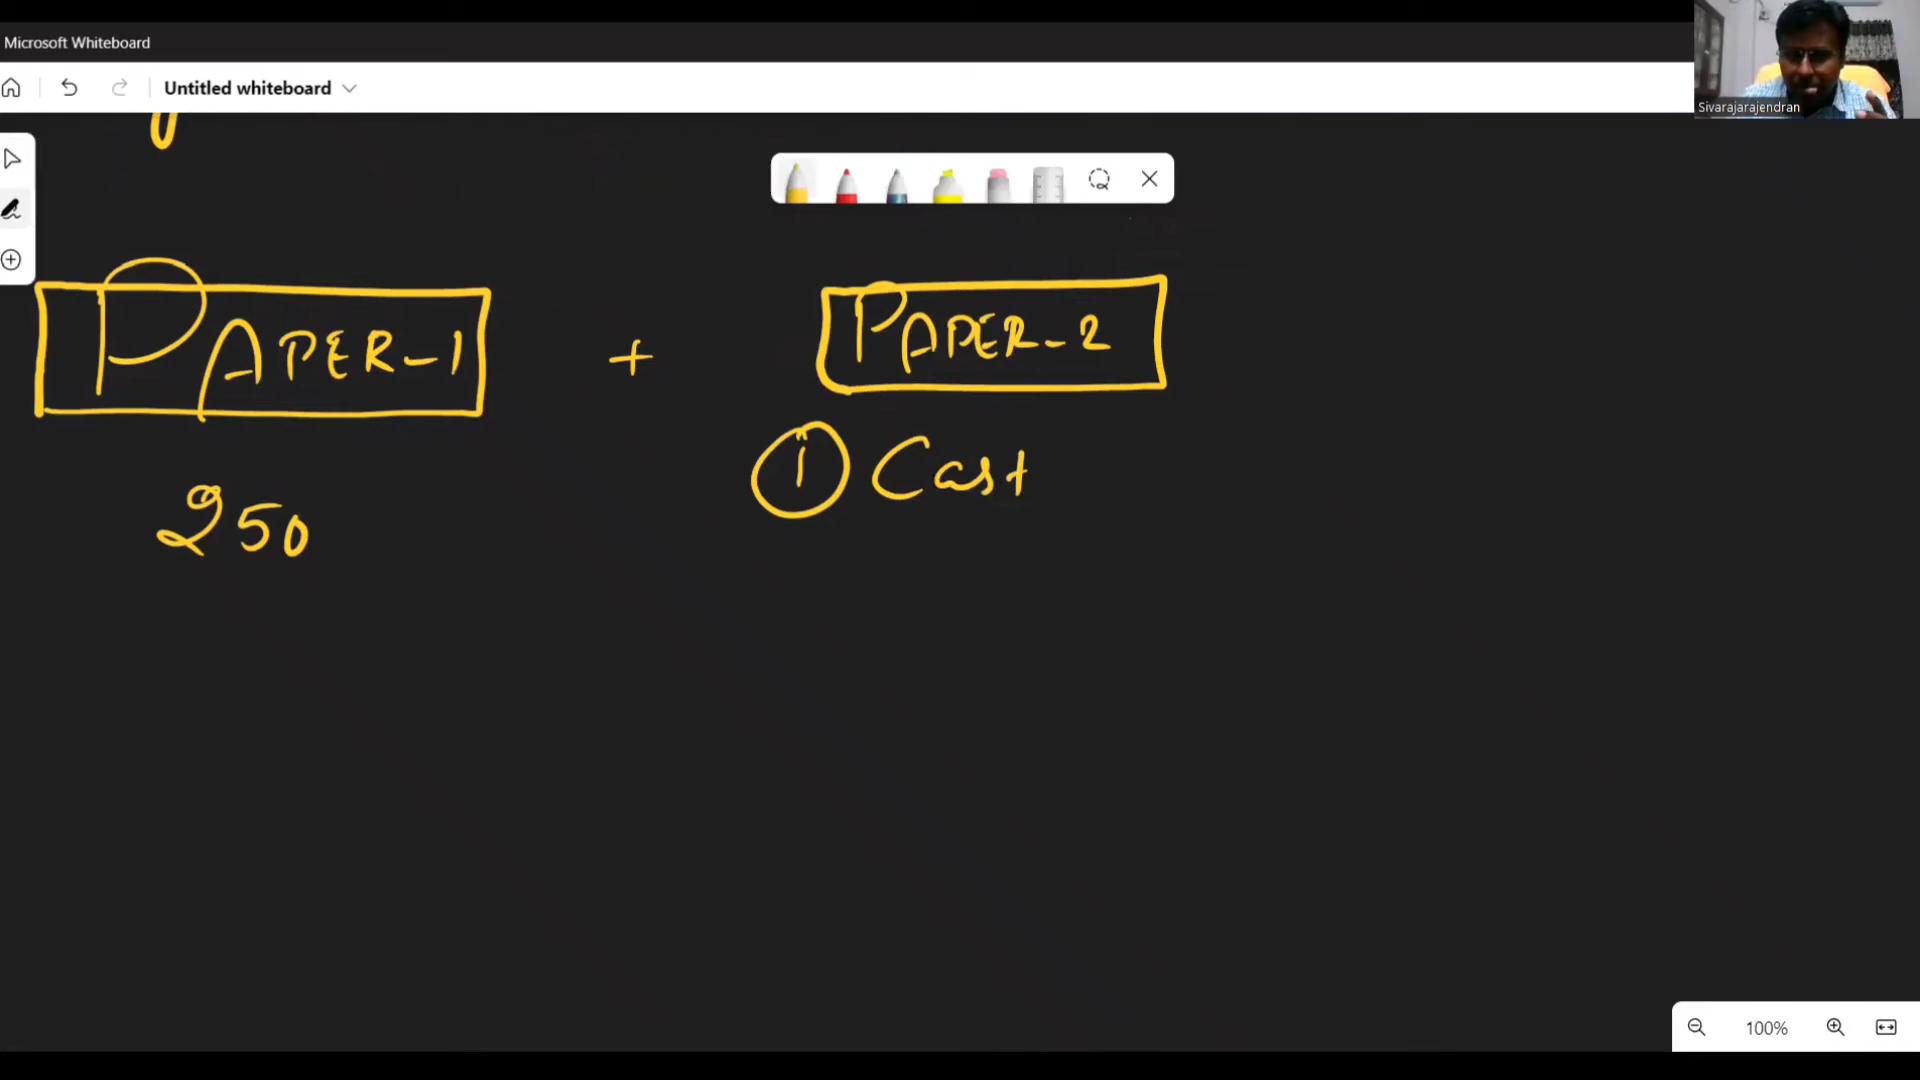 Microsoft Whiteboard
Untitled whiteboard
Sivarajarajendran
PAPER-1 + PAPER-2
① Cast
250
100%